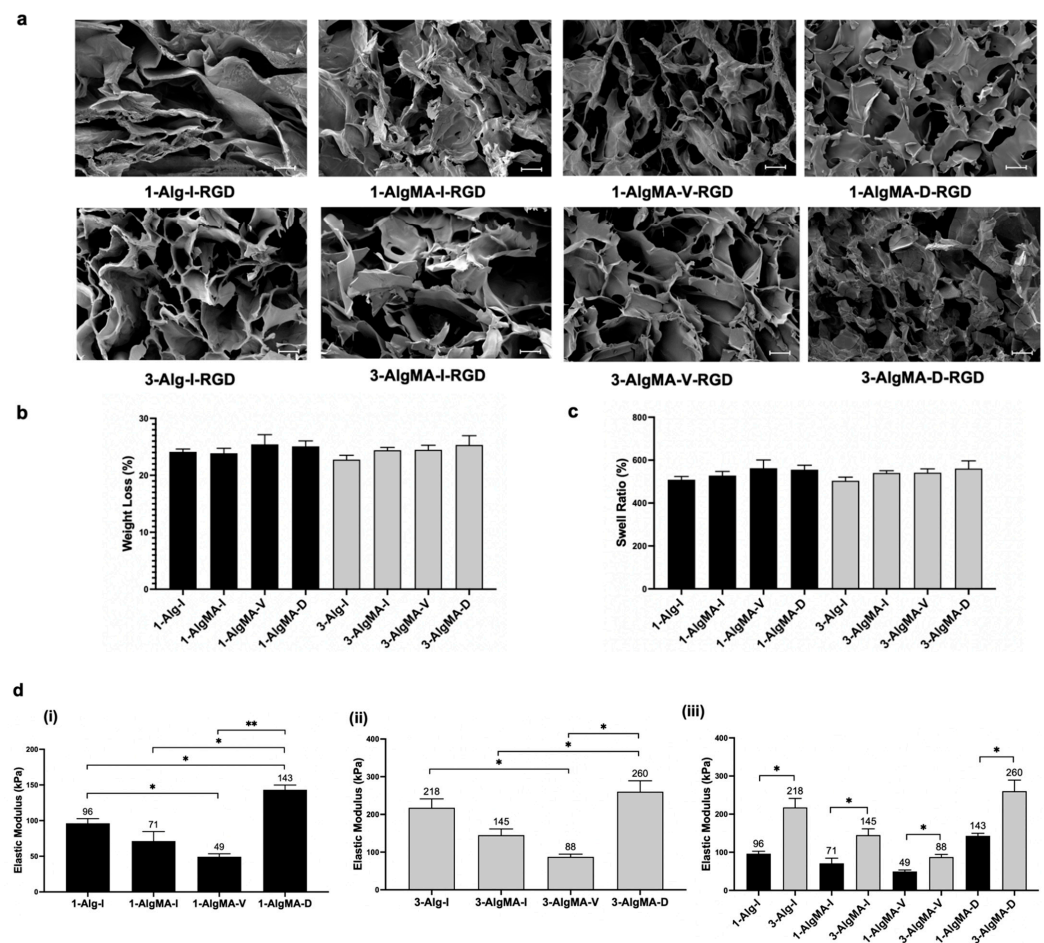 a
1-Alg-I-RGD
1-AlgMA-I-RGD
1-AlgMA-V-RGD
1-AlgMA-D-RGD
3-Alg-I-RGD
3-AlgMA-I-RGD
3-AlgMA-V-RGD
3-AlgMA-D-RGD
b
Weight Loss (%)
30
20
10
0
1-Alg-I
1-AlgMA-I
1-AlgMA-V
1-AlgMA-D
3-Alg-I
3-AlgMA-I
3-AlgMA-V
3-AlgMA-D
c
Swell Ratio (%)
800
600
400
200
0
1-Alg-I
1-AlgMA-I
1-AlgMA-V
1-AlgMA-D
3-Alg-I
3-AlgMA-I
3-AlgMA-V
3-AlgMA-D
d
(i)
Elastic Modulus (kPa)
200
150
100
50
0
**
*
*
*
96
71
49
143
1-Alg-I
1-AlgMA-I
1-AlgMA-V
1-AlgMA-D
(ii)
Elastic Modulus (kPa)
400
300
200
100
0
*
*
*
218
145
88
260
3-Alg-I
3-AlgMA-I
3-AlgMA-V
3-AlgMA-D
(iii)
Elastic Modulus (kPa)
400
300
200
100
0
*
*
*
*
96
218
71
145
49
88
143
260
1-Alg-I
3-Alg-I
1-AlgMA-I
3-AlgMA-I
1-AlgMA-V
3-AlgMA-V
1-AlgMA-D
3-AlgMA-D